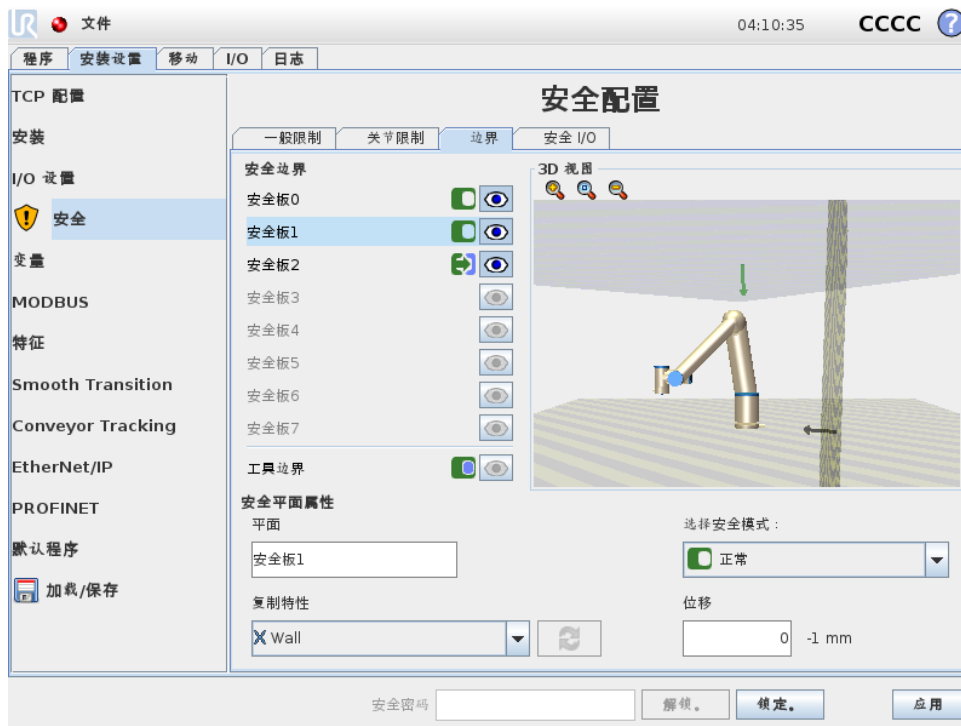 UR 文件 04:10:35 CCCC ?
程序 安装设置 移动 I/O 日志
TCP 配置
安装
I/O 设置
安全
变量
MODBUS
特征
Smooth Transition
Conveyor Tracking
EtherNet/IP
PROFINET
默认程序
加载/保存
安全配置
一般限制 关节限制 边界 安全 I/O
安全边界
安全板0
安全板1
安全板2
安全板3
安全板4
安全板5
安全板6
安全板7
工具边界
3D 视图
安全平面属性
平面
安全板1
选择安全模式：
正常
复制特性
Wall
位移
0 -1 mm
安全密码 解锁。 锁定。 应用